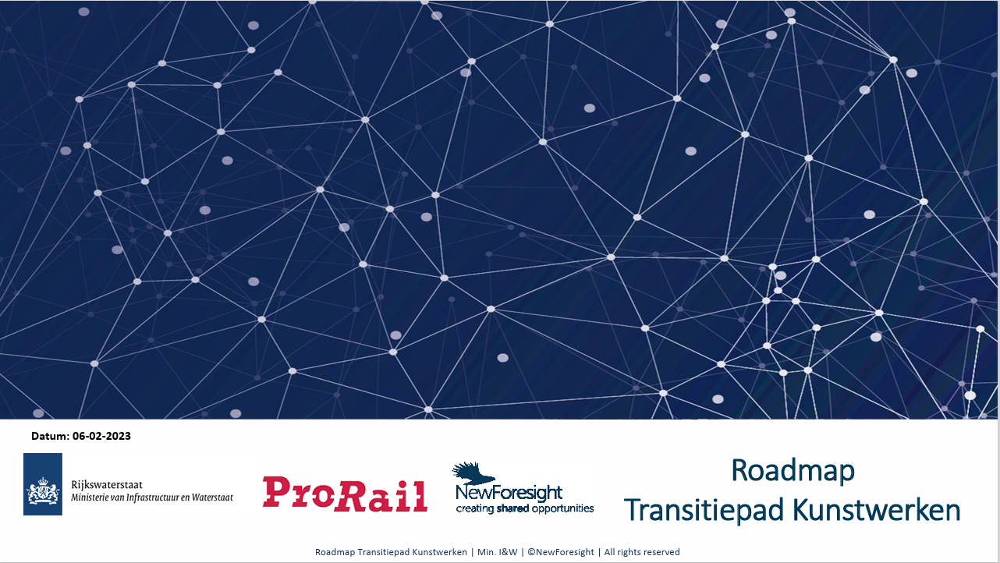 Datum: 06-02-2023
Rijkswaterstaat
Ministerie van Infrastructuur en Waterstaat
ProRail
NewForesight
creating shared opportunities
Roadmap
Transitiepad Kunstwerken
Roadmap Transitiepad Kunstwerken | Min. I&W | ©NewForesight | All rights reserved